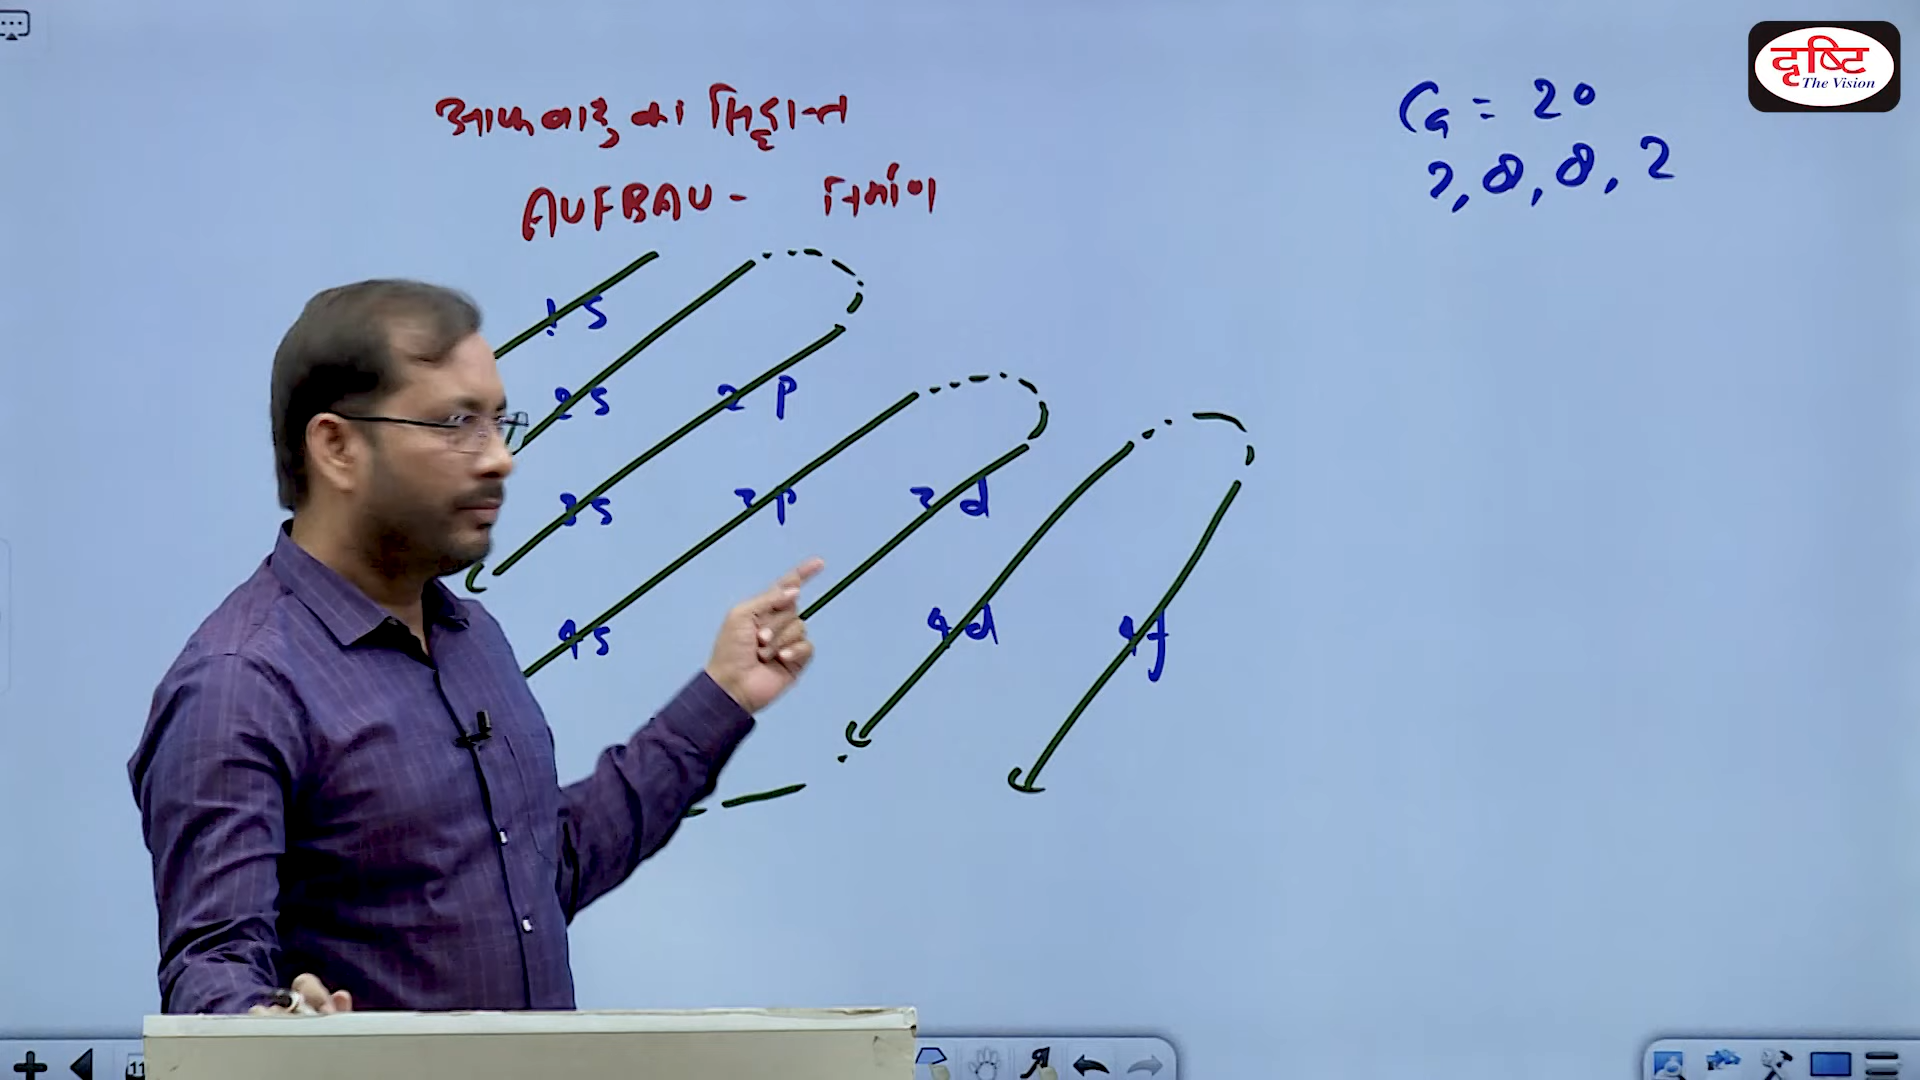 दृष्टि
The Vision
आफबाऊ का सिद्धान्त
AUFBAU - निर्माण
Ca = 20
2, 8, 8, 2
1s
2s 2p
3s 3p 3d
4s 4d 4f
11